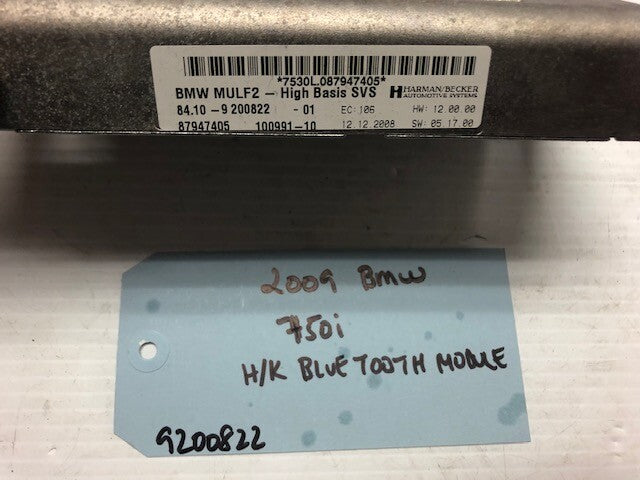 *7530L.087947405*
BMW MULF2 – High Basis SVS HARMAN/BECKER
AUTOMOTIVE SYSTEMS
84.10 –9 200822 - 01 EC: 106 HW: 12.00.00
87947405 100991-10 12.12.2008 SW: 05.17.00
2009 BMW
750i
H/K BLUETOOTH MODULE
9200822